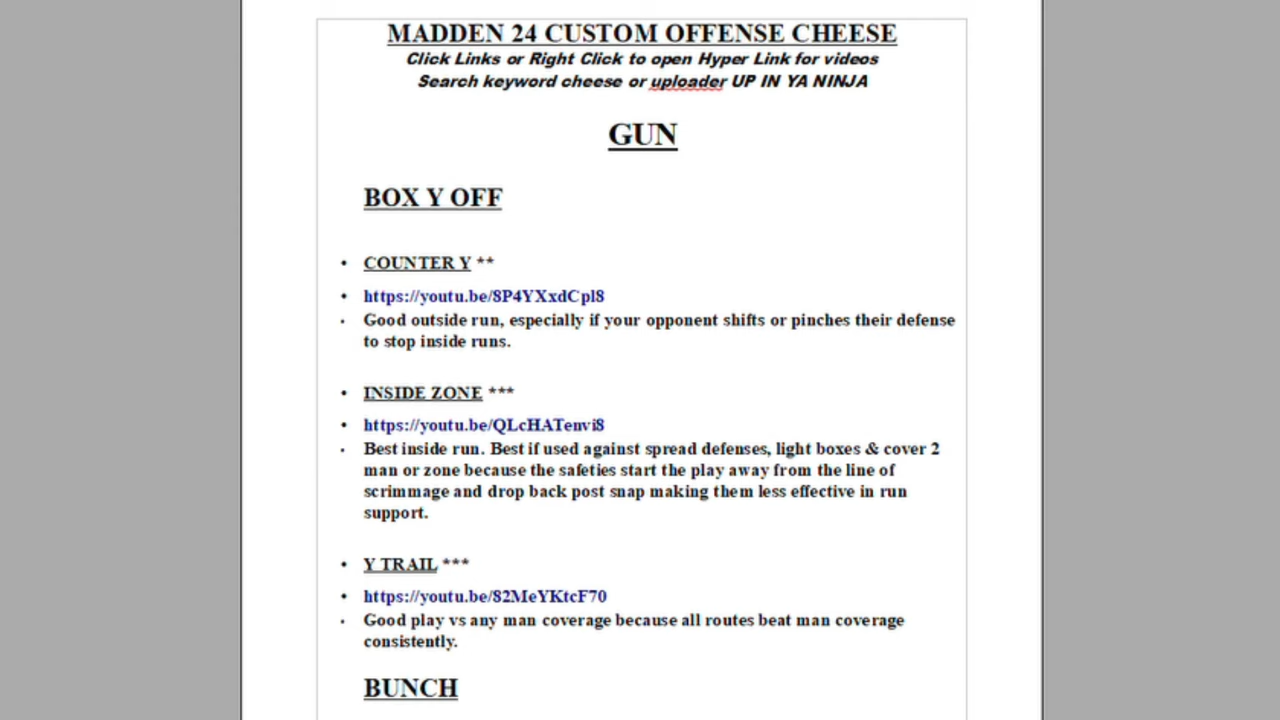 MADDEN 24 CUSTOM OFFENSE CHEESE
Click Links or Right Click to open Hyper Link for videos
Search keyword cheese or uploader UP IN YA NINJA
GUN
BOX Y OFF
• COUNTER Y **
• https://youtu.be/8P4YXxdCpl8
• Good outside run, especially if your opponent shifts or pinches their defense
to stop inside runs.
• INSIDE ZONE ***
• https://youtu.be/QLcHATenvi8
• Best inside run. Best if used against spread defenses, light boxes & cover 2
man or zone because the safeties start the play away from the line of
scrimmage and drop back post snap making them less effective in run
support.
• Y TRAIL ***
• https://youtu.be/82MeYKtcF70
• Good play vs any man coverage because all routes beat man coverage
consistently.
BUNCH